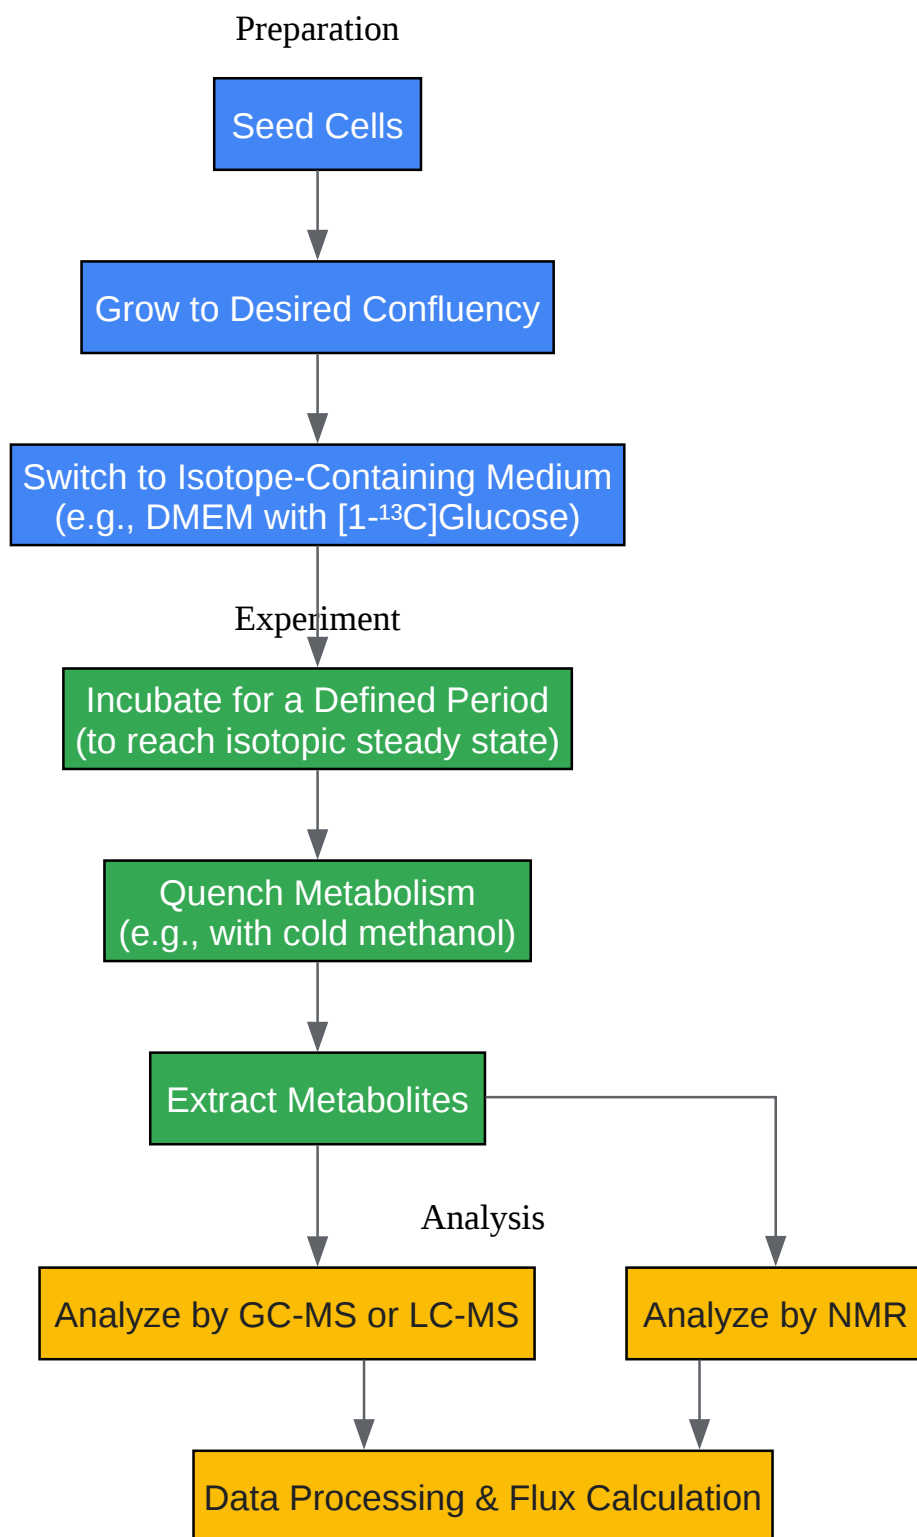 Preparation
Seed Cells
Grow to Desired Confluency
Switch to Isotope-Containing Medium
(e.g., DMEM with [1-¹³C]Glucose)
Experiment
Incubate for a Defined Period
(to reach isotopic steady state)
Quench Metabolism
(e.g., with cold methanol)
Extract Metabolites
Analysis
Analyze by GC-MS or LC-MS
Analyze by NMR
Data Processing & Flux Calculation